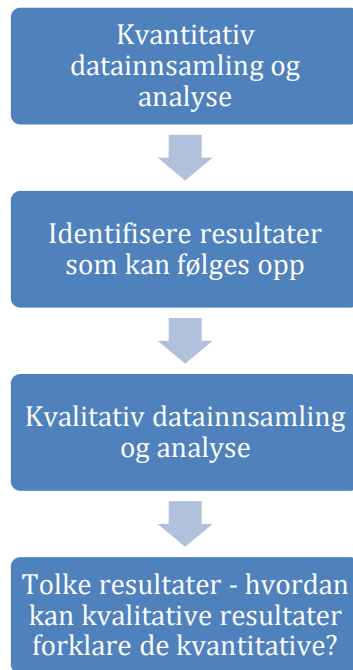 Kvantitativ
datainnsamling og
analyse
Identifisere resultater
som kan følges opp
Kvalitativ datainnsamling
og analyse
Tolke resultater - hvordan
kan kvalitative resultater
forklare de kvantitative?